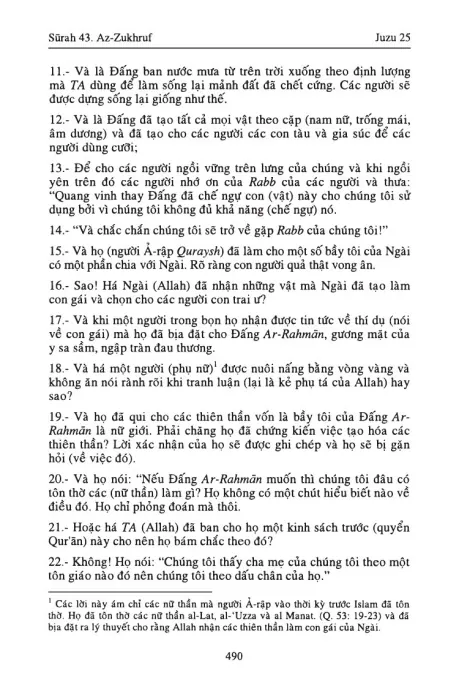 Sūrah 43. Az-Zukhruf Juzu 25
11.- Và là Đấng ban nước mưa từ trên trời xuống theo định lượng
mà TA dùng để làm sống lại mảnh đất đã chết cứng. Các người sẽ
được dựng sống lại giống như thế.
12.- Và là Đấng đã tạo tất cả mọi vật theo cặp (nam nữ, trống mái,
âm dương) và đã tạo cho các người các con tàu và gia súc để các
người dùng cưỡi;
13.- Để cho các người ngồi vững trên lưng của chúng và khi ngồi
yên trên đó các người nhớ ơn của Rabb của các người và thưa:
“Quang vinh thay Đấng đã chế ngự con (vật) này cho chúng tôi sử
dụng bởi vì chúng tôi không đủ khả năng (chế ngự) nó.
14.- “Và chắc chắn chúng tôi sẽ trở về gặp Rabb của chúng tôi!”
15.- Và họ (người Ả-rập Quraysh) đã làm cho một số bầy tôi của Ngài
có một phần chia với Ngài. Rõ ràng con người quả thật vong ân.
16.- Sao! Há Ngài (Allah) đã nhận những vật mà Ngài đã tạo làm
con gái và chọn cho các người con trai ư?
17.- Và khi một người trong bọn họ nhận được tin tức về thí dụ (nói
về con gái) mà họ bịa đặt cho Đấng Ar-Rahmān, gương mặt của
y sa sầm, ngập tràn đau thương.
18.- Và há một người (phụ nữ)¹ được nuôi nấng bằng vòng vàng và
không ăn nói rành rỗi khi tranh luận (lại là kẻ phụ tá của Allah) hay
sao?
19.- Và họ đã qui cho các thiên thần vốn là bầy tôi của Đấng Ar-
Rahmān là nữ giới. Phải chăng họ đã chứng kiến việc tạo hóa các
thiên thần? Lời xác nhận của họ sẽ được ghi chép và họ sẽ bị gặn
hỏi (về việc đó).
20.- Và họ nói: “Nếu Đấng Ar-Rahmān muốn thì chúng tôi đâu có
tôn thờ các (nữ thần) làm gì? Họ không có một chút hiểu biết nào về
điều đó. Họ chỉ phỏng đoán mà thôi.
21.- Hoặc há TA (Allah) đã ban cho họ một kinh sách trước (quyển
Qur'ān) này cho nên họ bám chắc theo đó?
22.- Không! Họ nói: “Chúng tôi thấy cha mẹ của chúng tôi theo một
tôn giáo nào đó nên chúng tôi theo dấu chân của họ.”
¹ Các lời này ám chỉ các nữ thần mà người Ả-rập vào thời kỳ trước Islam đã tôn
thờ. Họ đã tôn thờ các nữ thần al-Lat, al-‘Uzza và al Manat. (Q. 53: 19-23) và đã
bịa đặt ra lý thuyết cho rằng Allah nhận các thiên thần làm con gái của Ngài.
490